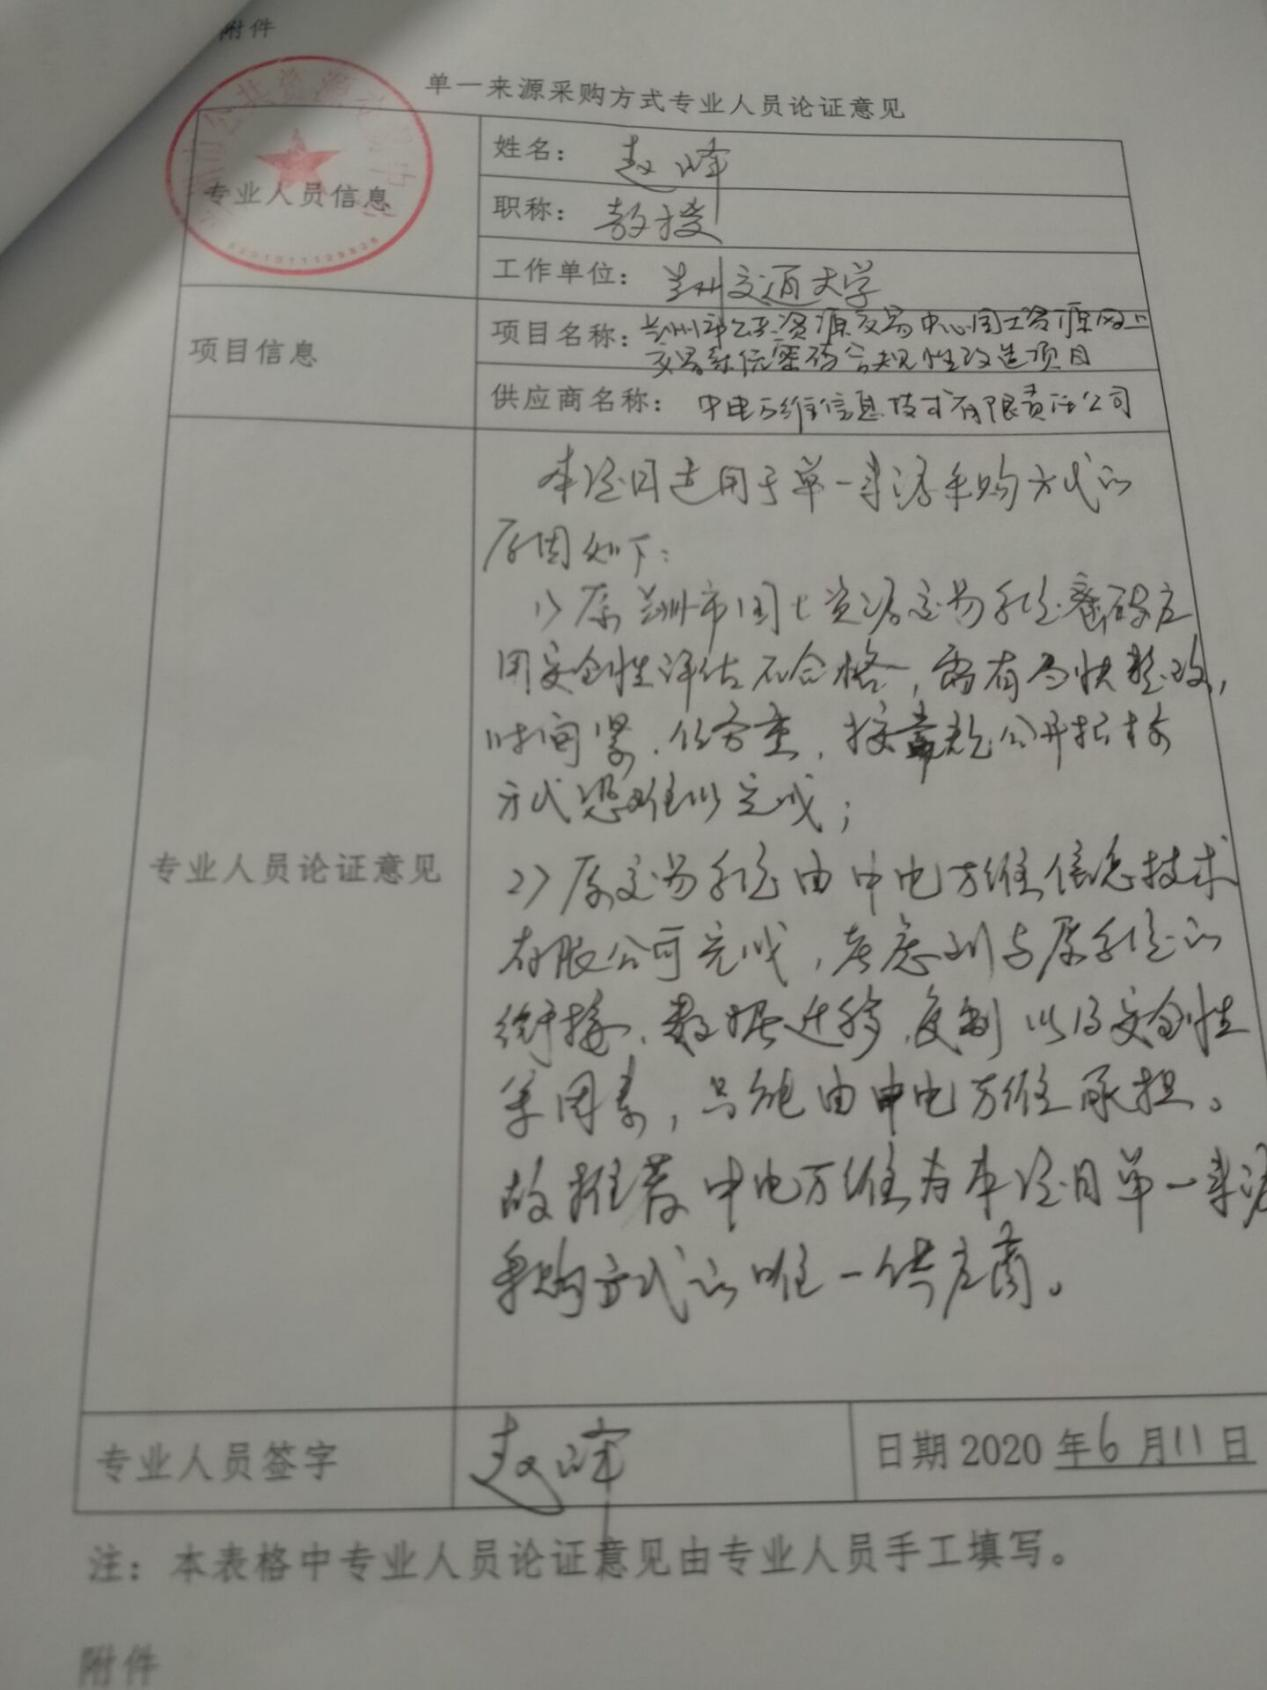 附件
单一来源采购方式专业人员论证意见
专业人员信息
姓名： 赵峰
职称： 教授
工作单位： 兰州交通大学
项目信息
项目名称：兰州市公共资源交易中心国土资源网上
交易系统密码合规性改造项目
供应商名称： 中电万维信息技术有限责任公司
专业人员论证意见
本项目适用于单一来源采购方式的
原因如下：
1）原兰州市国土资源交易系统密码应
用安全性评估不合格，需有为快整改，
时间紧、任务重，按常规公开招标
方式恐难以完成；
2）原交易系统由中电万维信息技术
有限公司完成，考虑到与原系统的
衔接、数据迁移、复制以及安全性
等因素，只能由中电万维承担。
故推荐中电万维为本项目单一来源
采购方式的唯一供应商。
专业人员签字
赵峰
日期 2020 年6月11日
注：本表格中专业人员论证意见由专业人员手工填写。
附件